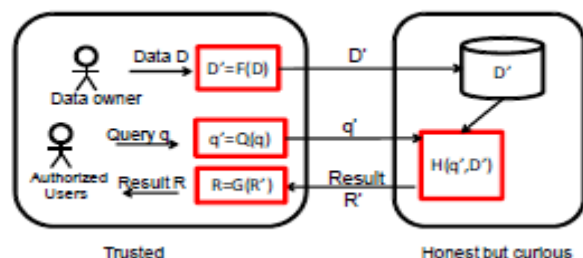 Data D
D'=F(D)
D'
D'
Data owner
Query q
q'=Q(q)
q'
H(q',D')
Authorized
Users
Result R
R=G(R')
Result
R'
Trusted
Honest but curious